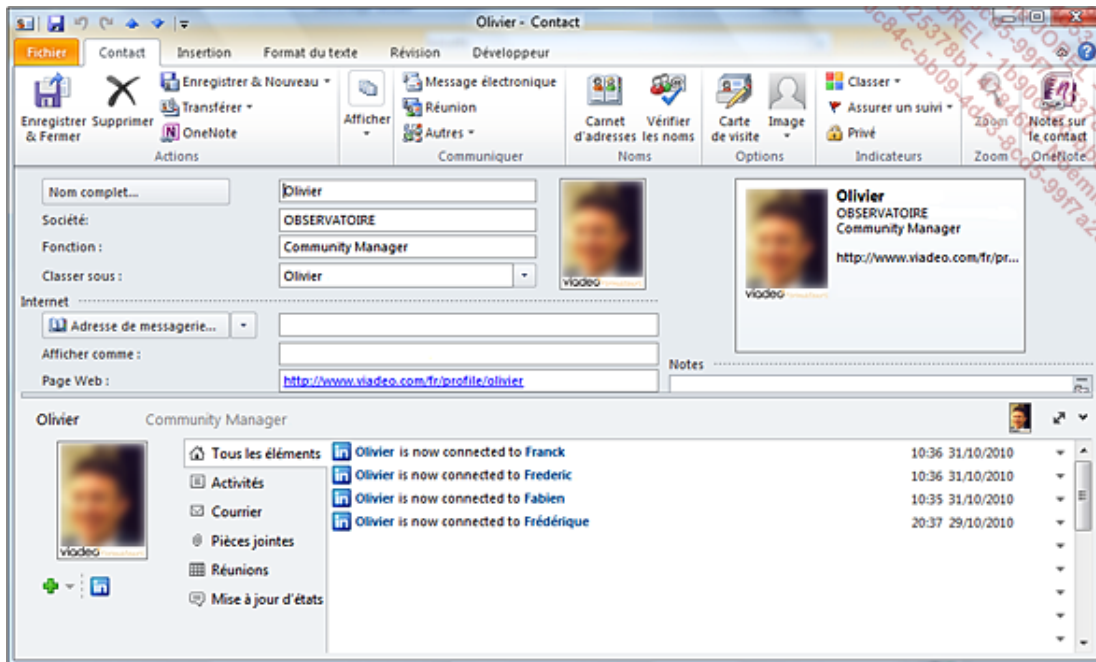 Olivier - Contact
Fichier Contact Insertion Format du texte Révision Développeur
Enregistrer & Fermer
Supprimer
Enregistrer & Nouveau
Transférer
OneNote
Actions
Afficher
Message électronique
Réunion
Autres
Communiquer
Carnet d'adresses
Vérifier les noms
Noms
Carte de visite
Image
Options
Classer
Assurer un suivi
Privé
Indicateurs
Zoom
Zoom
Notes sur le contact
OneNote
Nom complet... Olivier
Société: OBSERVATOIRE
Fonction : Community Manager
Classer sous : Olivier
viadeo
Olivier
OBSERVATOIRE
Community Manager
http://www.viadeo.com/fr/pr...
viadeo
Internet
Adresse de messagerie...
Afficher comme :
Page Web : http://www.viadeo.com/fr/profile/olivier
Notes
Olivier Community Manager
viadeo
Tous les éléments
Activités
Courrier
Pièces jointes
Réunions
Mise à jour d'états
in Olivier is now connected to Franck 10:36 31/10/2010
in Olivier is now connected to Frederic 10:36 31/10/2010
in Olivier is now connected to Fabien 10:35 31/10/2010
in Olivier is now connected to Frédérique 20:37 29/10/2010
in